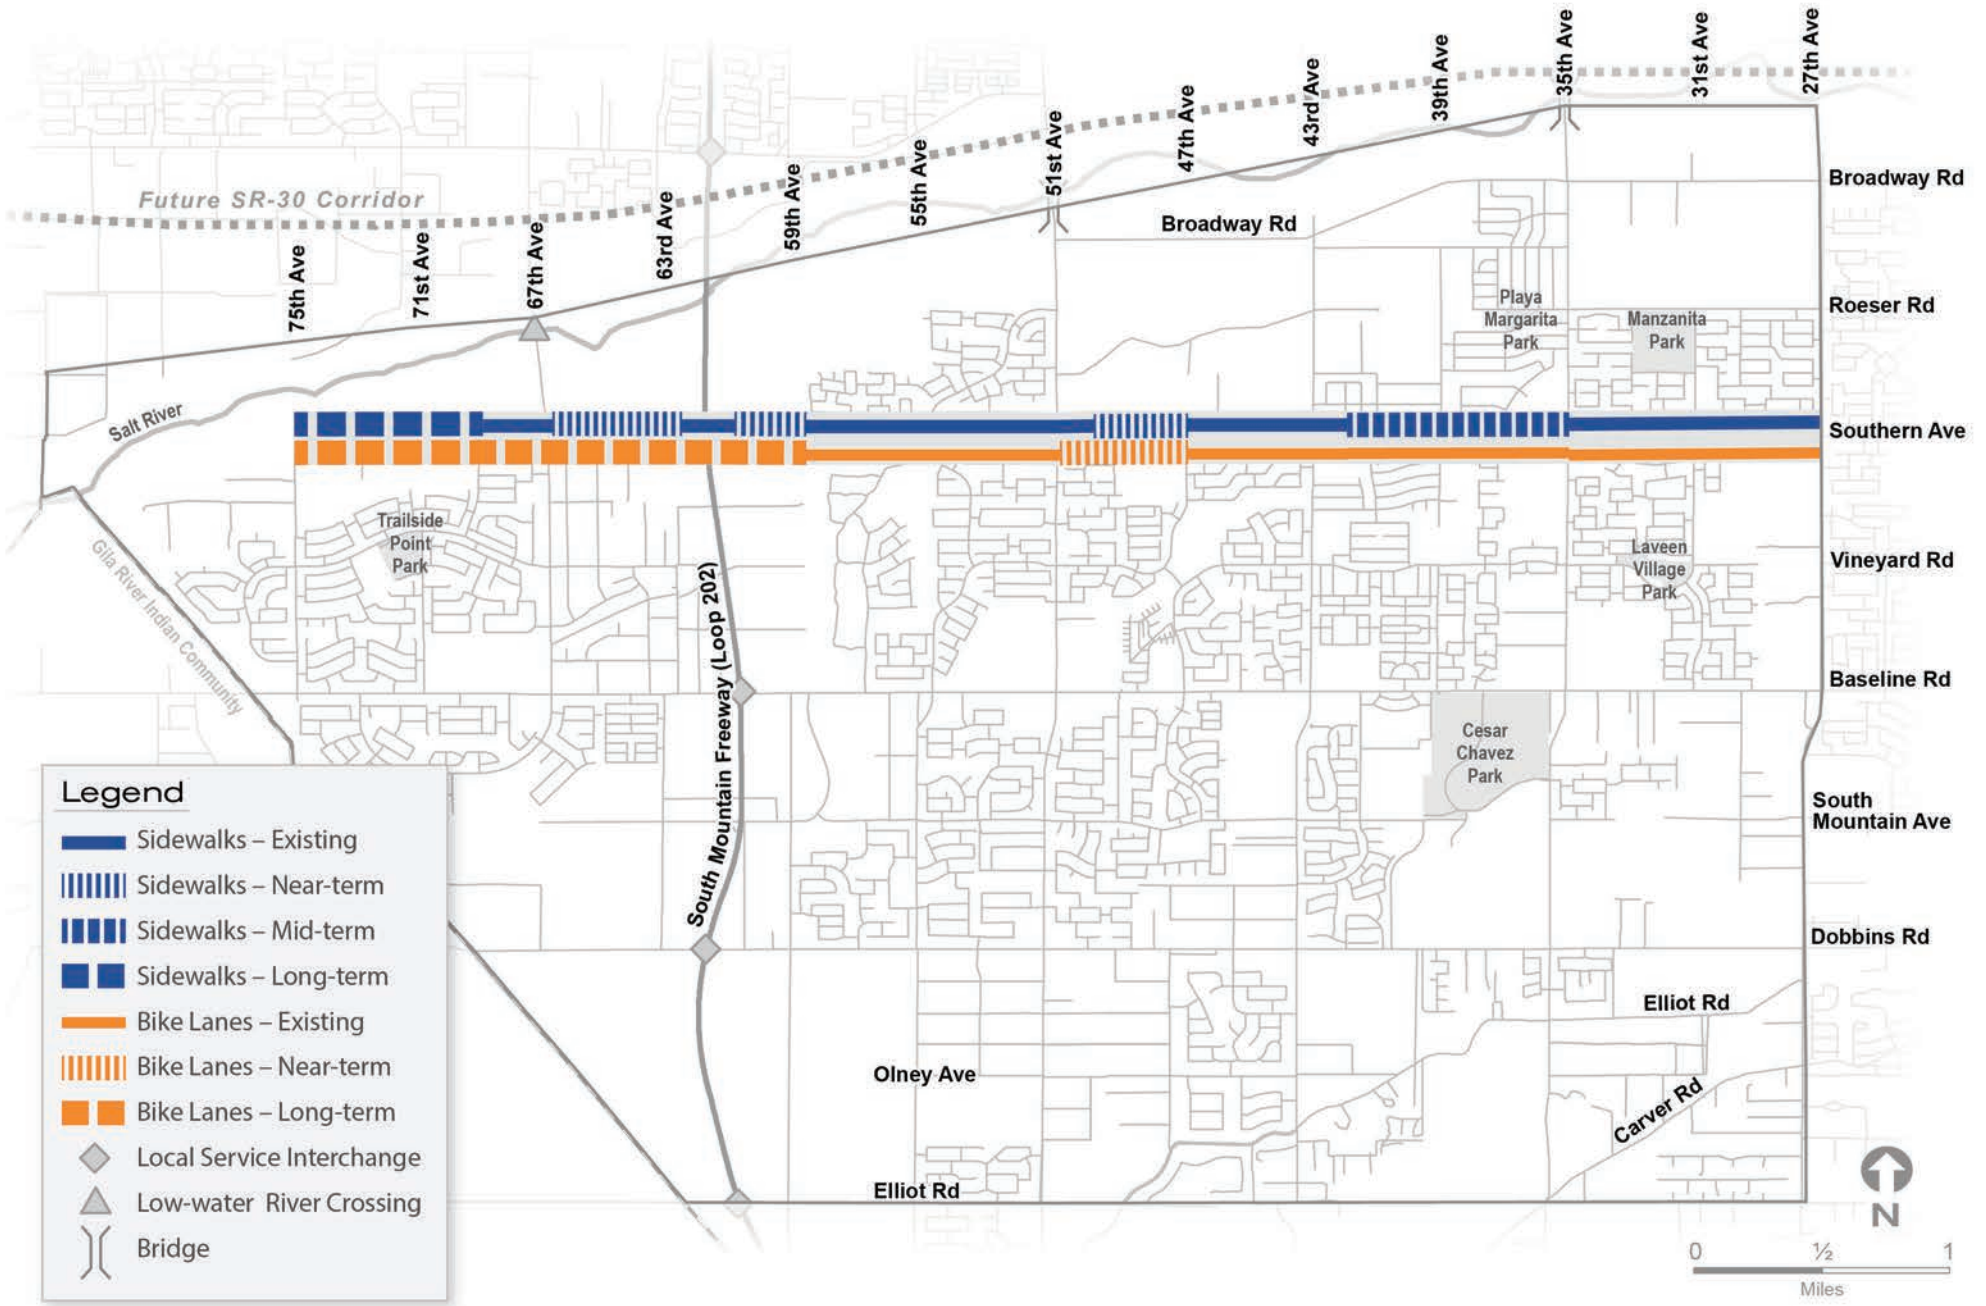 27th Ave
35th Ave
31st Ave
39th Ave
43rd Ave
47th Ave
51st Ave
55th Ave
59th Ave
63rd Ave
67th Ave
71st Ave
75th Ave
Future SR-30 Corridor
Broadway Rd
Broadway Rd
Roeser Rd
Playa
Margarita
Park
Manzanita
Park
Salt River
Southern Ave
Trailside
Point
Park
Gila River Indian Community
Laveen
Village
Park
Vineyard Rd
South Mountain Freeway (Loop 202)
Baseline Rd
Cesar
Chavez
Park
South
Mountain Ave
Dobbins Rd
Elliot Rd
Olney Ave
Carver Rd
Elliot Rd
Legend
Sidewalks – Existing
Sidewalks – Near-term
Sidewalks – Mid-term
Sidewalks – Long-term
Bike Lanes – Existing
Bike Lanes – Near-term
Bike Lanes – Long-term
Local Service Interchange
Low-water River Crossing
Bridge
N
0 ½ 1
Miles